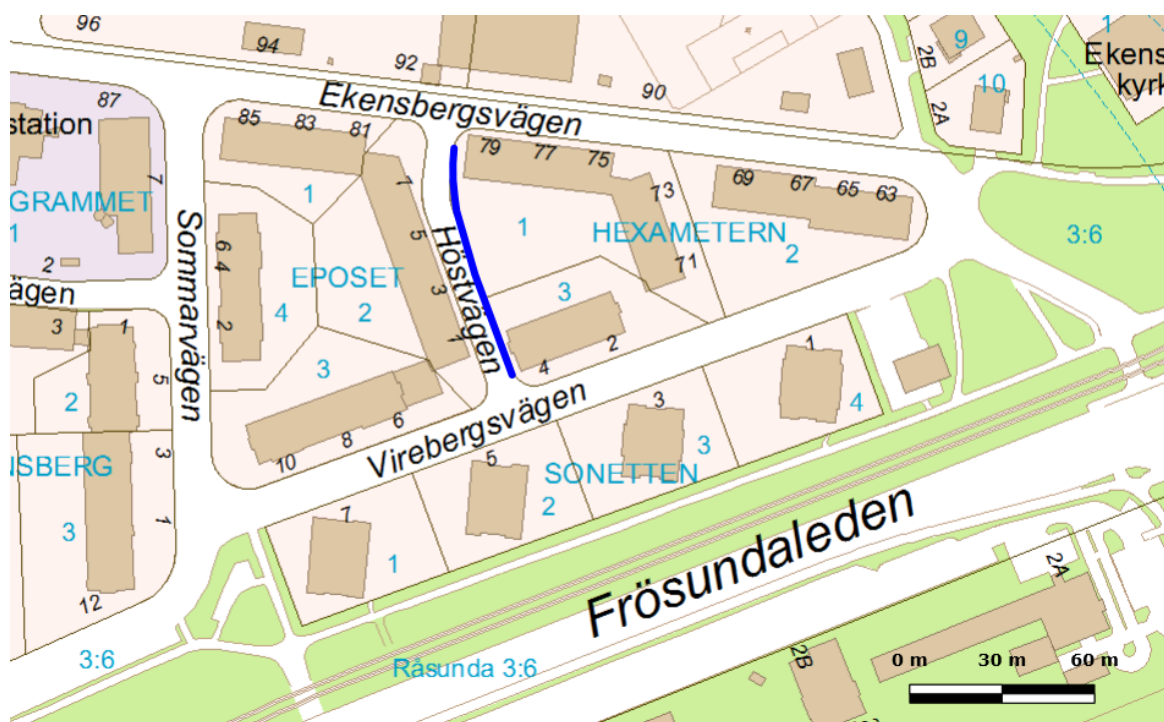 96
94
92
90
1
9
2B
10
2A
Ekens
kyrk
87
station
7
GRAMMET
1
2
ägen
Ekensbergsvägen
85 83 81
79 77 75
73
71
69 67 65 63
1
1
HEXAMETERN
2
3:6
Sommarvägen
6
4
2
EPOSET
4
2
3
7
5
3
1
Höstvägen
3
4
2
3
1
5
2
NSBERG
3
3
1
12
10
8
6
Virebergsvägen
1
4
3
3
5
SONETTEN
2
7
1
Frösundaleden
3:6
Råsunda 3:6
2A
2B
0 m 30 m 60 m